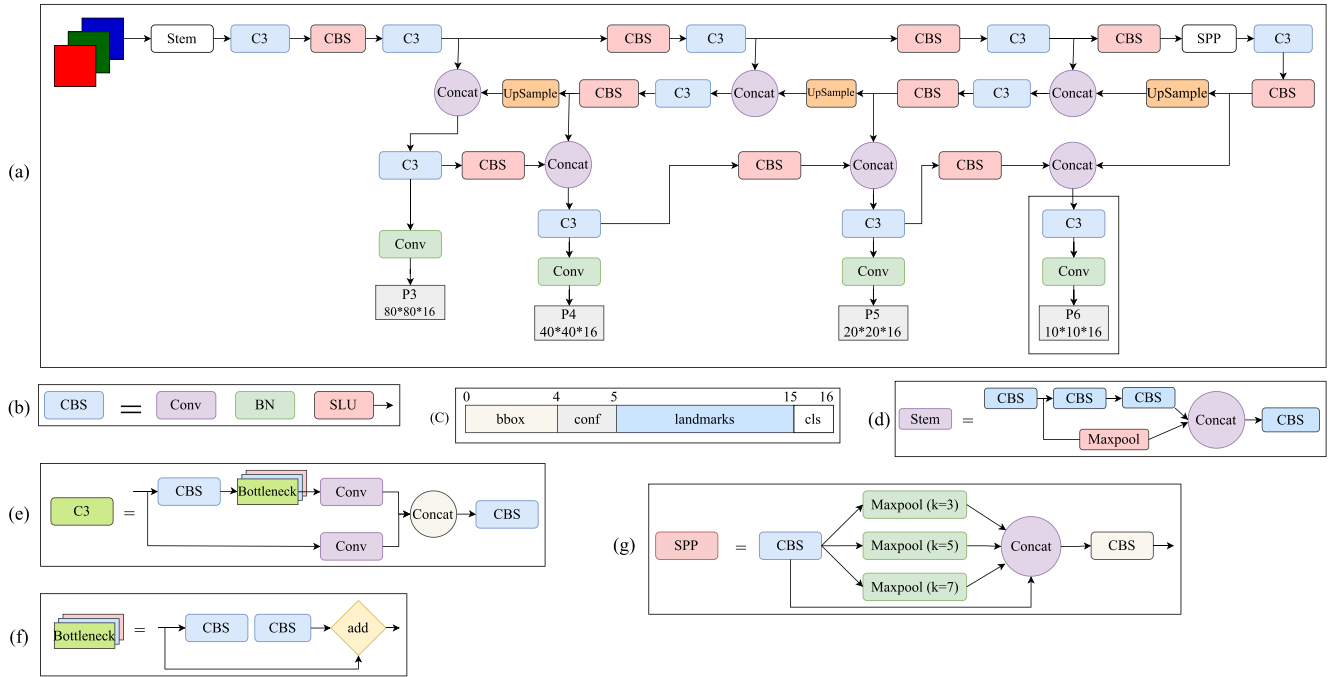 (a)
Stem
C3
CBS
C3
CBS
C3
CBS
C3
CBS
SPP
C3
Concat
UpSample
CBS
C3
Concat
UpSample
CBS
C3
Concat
UpSample
CBS
C3
CBS
Concat
CBS
Concat
CBS
Concat
C3
C3
C3
Conv
Conv
Conv
Conv
P3
80*80*16
P4
40*40*16
P5
20*20*16
P6
10*10*16
(b)
CBS
=
Conv
BN
SLU
(C)
0
4
5
15
16
bbox
conf
landmarks
cls
(d)
Stem
=
CBS
CBS
CBS
Maxpool
Concat
CBS
(e)
C3
=
CBS
Bottleneck
Conv
Conv
Concat
CBS
(f)
Bottleneck
=
CBS
CBS
add
(g)
SPP
=
CBS
Maxpool (k=3)
Maxpool (k=5)
Maxpool (k=7)
Concat
CBS